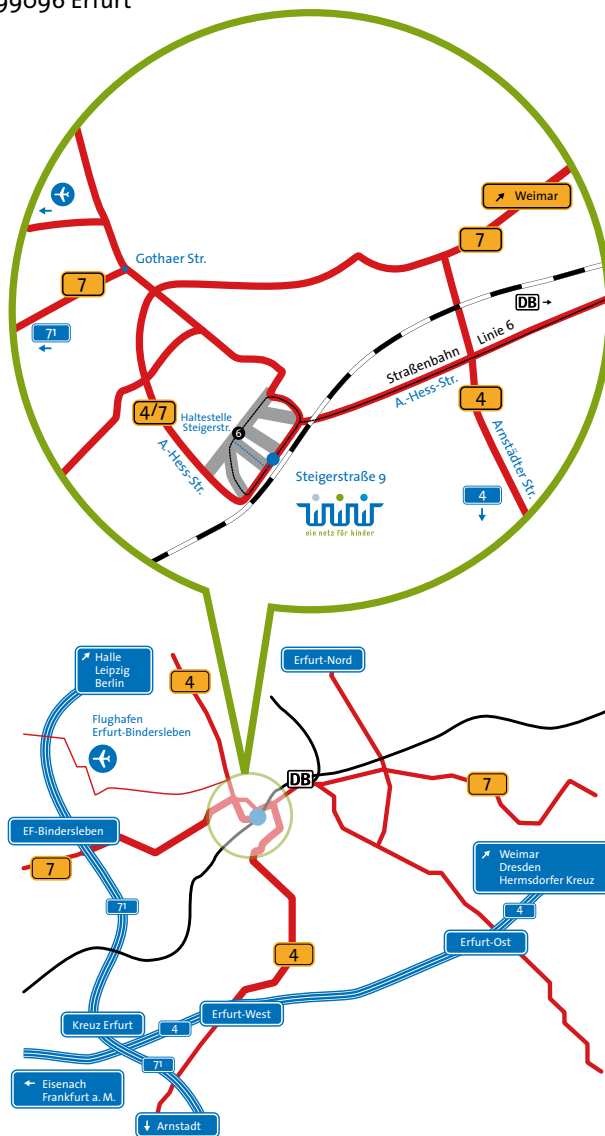 99096 Erfurt
Weimar
7
Gothaer Str.
7
DB
71
Straßenbahn Linie 6
A.-Hess-Str.
4/7
Haltestelle
Steigerstr.
6
4
A.-Hess-Str.
Arnstädter Str.
Steigerstraße 9
4
www
ein netz für kinder
Halle
Leipzig
Berlin
4
Erfurt-Nord
Flughafen
Erfurt-Bindersleben
DB
7
EF-Bindersleben
7
Weimar
Dresden
Hermsdorfer Kreuz
71
4
Erfurt-Ost
4
Erfurt-West
Kreuz Erfurt
4
71
Eisenach
Frankfurt a. M.
Arnstadt